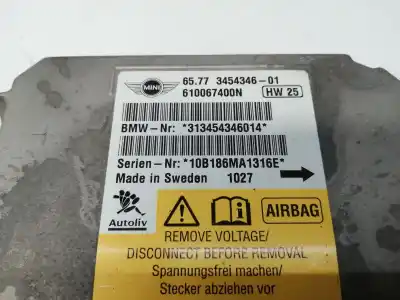 MINI
65.77 3454346-01
610067400N
HW 25
BMW-Nr: *313454346014*
Serien-Nr: *10B186MA1316E*
Made in Sweden 1027
Autoliv
AIRBAG
REMOVE VOLTAGE/
DISCONNECT BEFORE REMOVAL
Spannungsfrei machen/
Stecker abziehen vor